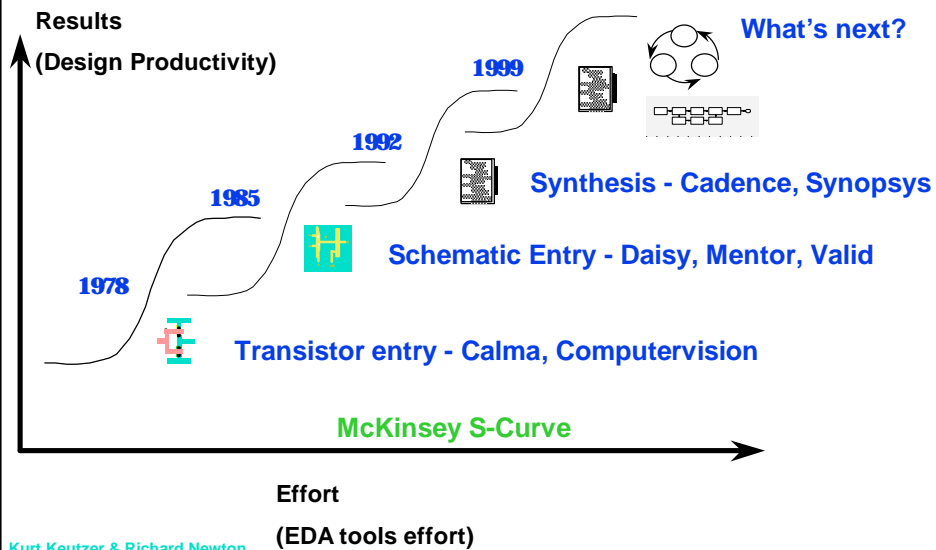 Results
(Design Productivity)
What's next?
1999
1992
Synthesis - Cadence, Synopsys
1985
Schematic Entry - Daisy, Mentor, Valid
1978
Transistor entry - Calma, Computervision
McKinsey S-Curve
Effort
(EDA tools effort)
Kurt Keutzer & Richard Newton